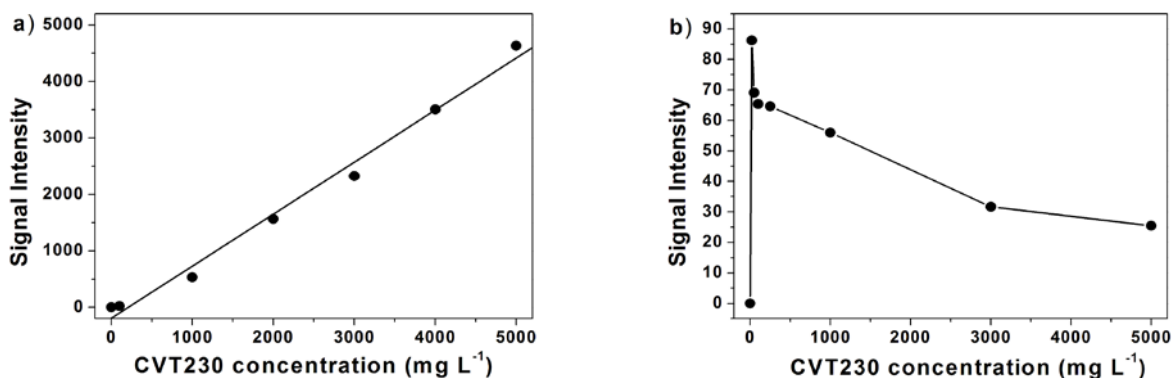 a)
Signal Intensity
5000
4000
3000
2000
1000
0
0 1000 2000 3000 4000 5000
CVT230 concentration (mg L⁻¹)
b)
Signal Intensity
90
80
70
60
50
40
30
20
10
0
0 1000 2000 3000 4000 5000
CVT230 concentration (mg L⁻¹)